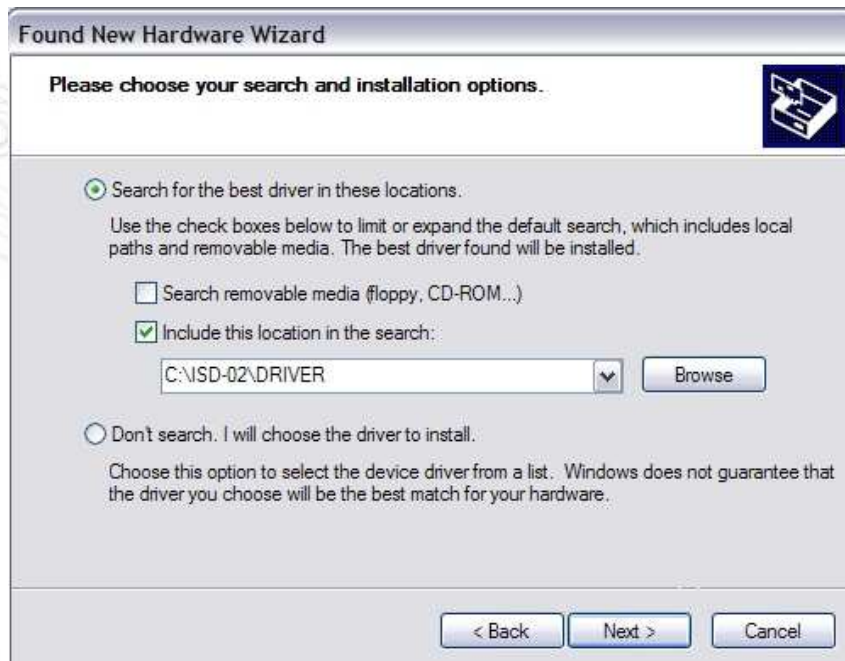 Found New Hardware Wizard
Please choose your search and installation options.
Search for the best driver in these locations.
Use the check boxes below to limit or expand the default search, which includes local
paths and removable media. The best driver found will be installed.
Search removable media (floppy, CD-ROM...)
Include this location in the search:
C:\ISD-02\DRIVER
Browse
Don't search. I will choose the driver to install.
Choose this option to select the device driver from a list. Windows does not guarantee that
the driver you choose will be the best match for your hardware.
< Back
Next >
Cancel